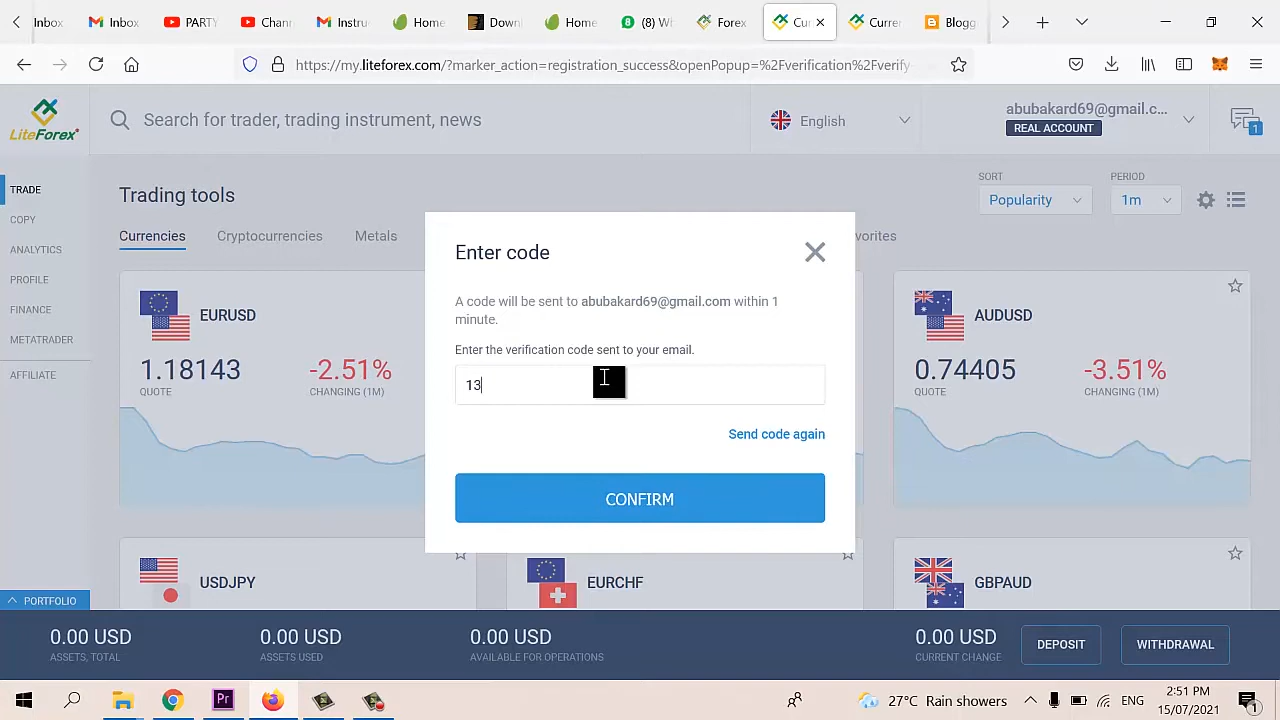 Inbox
Inbox
PARTY
Chann
Instruc
Home
Down
Home
(8) W
Forex
Cur
Curre
Blogg
https://my.liteforex.com/?marker_action=registration_success&openPopup=%2Fverification%2Fverify-
LiteForex
Search for trader, trading instrument, news
English
abubakard69@gmail.c...
REAL ACCOUNT
1
TRADE
COPY
ANALYTICS
PROFILE
FINANCE
METATRADER
AFFILIATE
PORTFOLIO
Trading tools
SORT
Popularity
PERIOD
1m
Currencies
Cryptocurrencies
Metals
vorites
EURUSD
1.18143
QUOTE
-2.51%
CHANGING (1M)
AUDUSD
0.74405
QUOTE
-3.51%
CHANGING (1M)
Enter code
A code will be sent to abubakard69@gmail.com within 1
minute.
Enter the verification code sent to your email.
13
Send code again
CONFIRM
USDJPY
EURCHF
GBPAUD
0.00 USD
ASSETS, TOTAL
0.00 USD
ASSETS USED
0.00 USD
AVAILABLE FOR OPERATIONS
0.00 USD
CURRENT CHANGE
DEPOSIT
WITHDRAWAL
Pr
27°C Rain showers
ENG
2:51 PM
15/07/2021
1